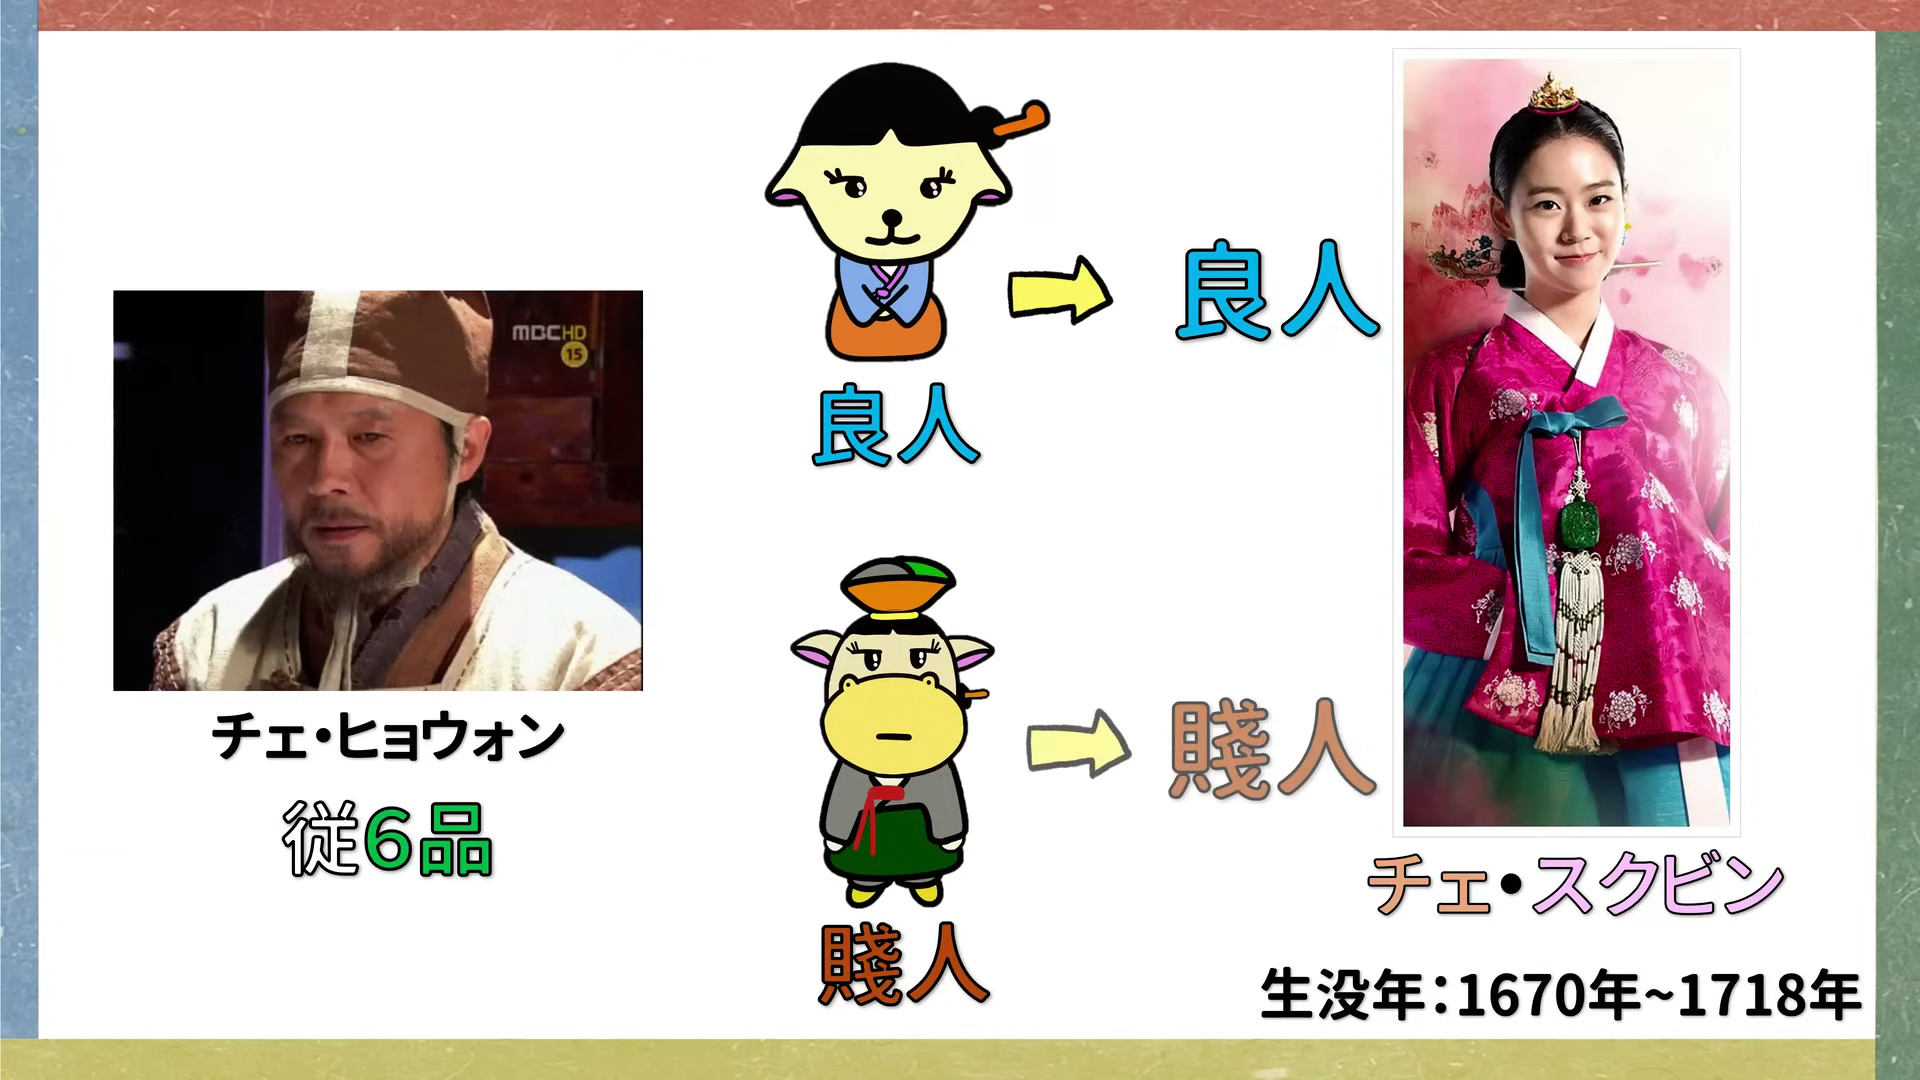 MBC HD
15
チェ・ヒョウォン
従6品
良人
良人
賤人
賤人
チェ・スクビン
生没年：1670年~1718年